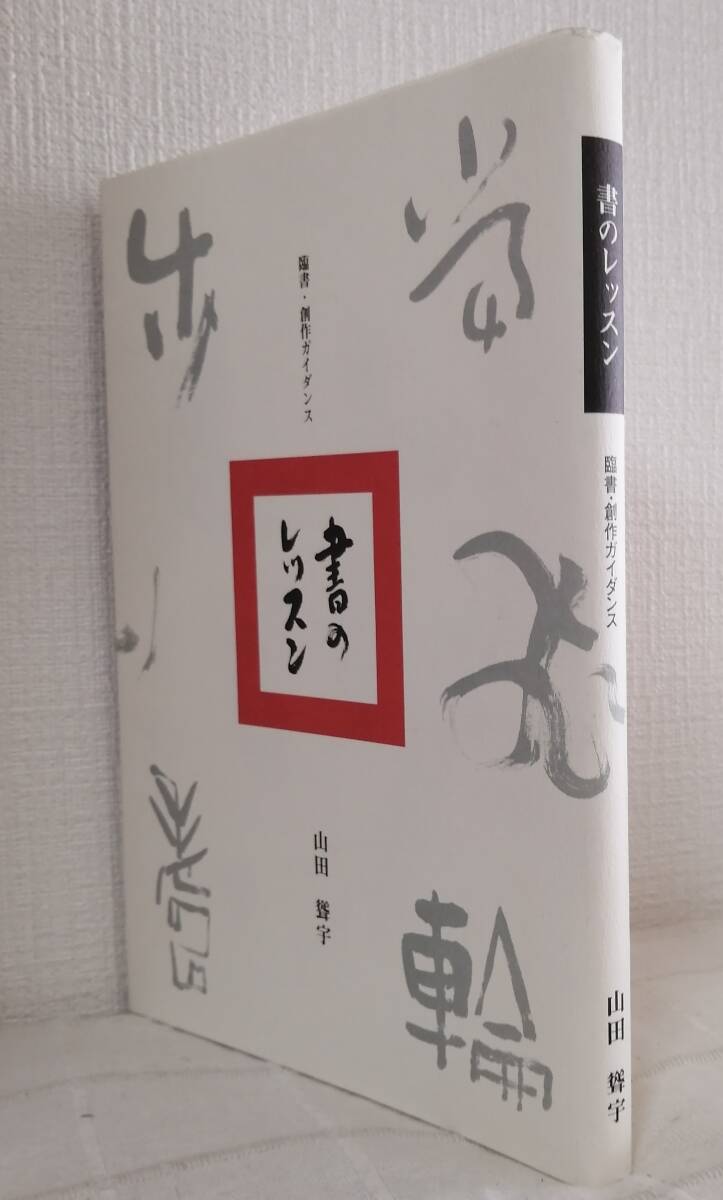 臨書・創作ガイダンス
書の
レッスン
山田 聳宇
輪
書のレッスン
臨書・創作ガイダンス
山田 聳宇